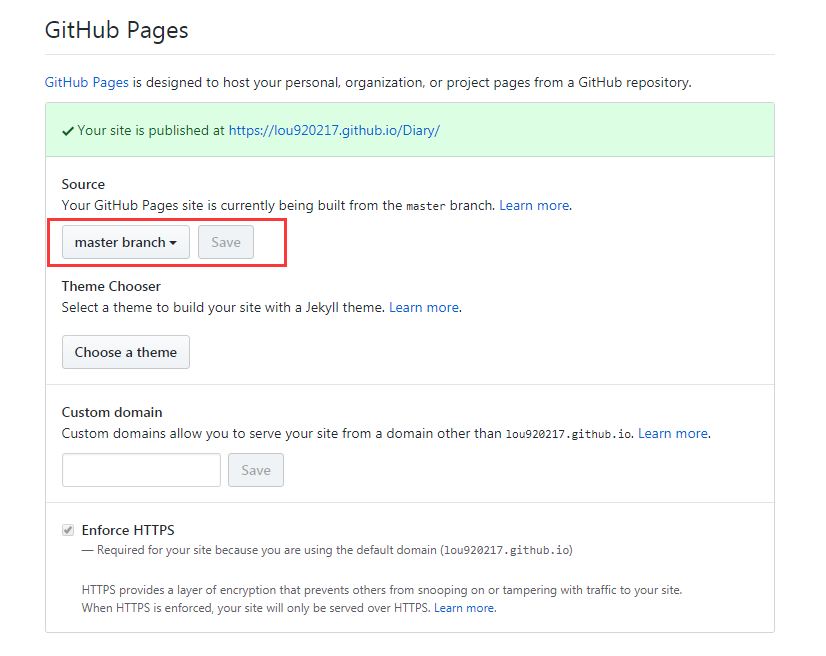 GitHub Pages
GitHub Pages is designed to host your personal, organization, or project pages from a GitHub repository.
Your site is published at https://lou920217.github.io/Diary/
Source
Your GitHub Pages site is currently being built from the master branch. Learn more.
master branch Save
Theme Chooser
Select a theme to build your site with a Jekyll theme. Learn more.
Choose a theme
Custom domain
Custom domains allow you to serve your site from a domain other than lou920217.github.io. Learn more.
Save
Enforce HTTPS
— Required for your site because you are using the default domain (lou920217.github.io)
HTTPS provides a layer of encryption that prevents others from snooping on or tampering with traffic to your site.
When HTTPS is enforced, your site will only be served over HTTPS. Learn more.